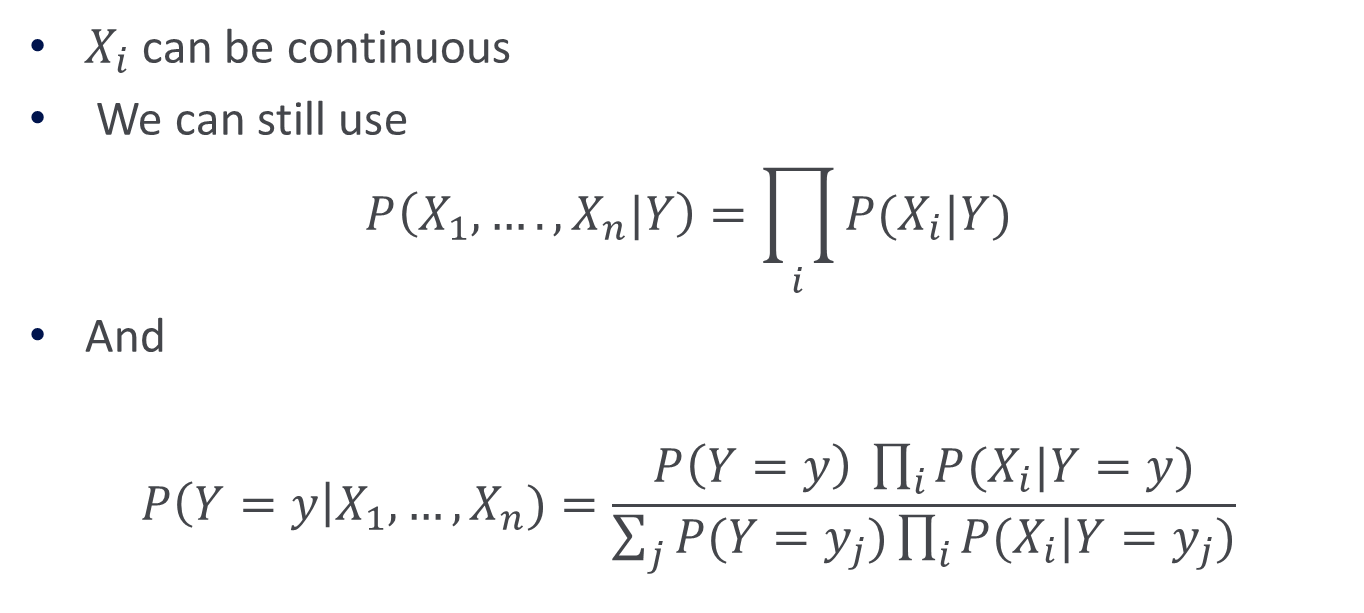 • Xᵢ can be continuous
• We can still use
P(X₁, … . , Xₙ|Y) = ∏ᵢ P(Xᵢ|Y)
• And
P(Y = y|X₁, … , Xₙ) = P(Y = y) ∏ᵢ P(Xᵢ|Y = y) / ∑ⱼ P(Y = yⱼ) ∏ᵢ P(Xᵢ|Y = yⱼ)